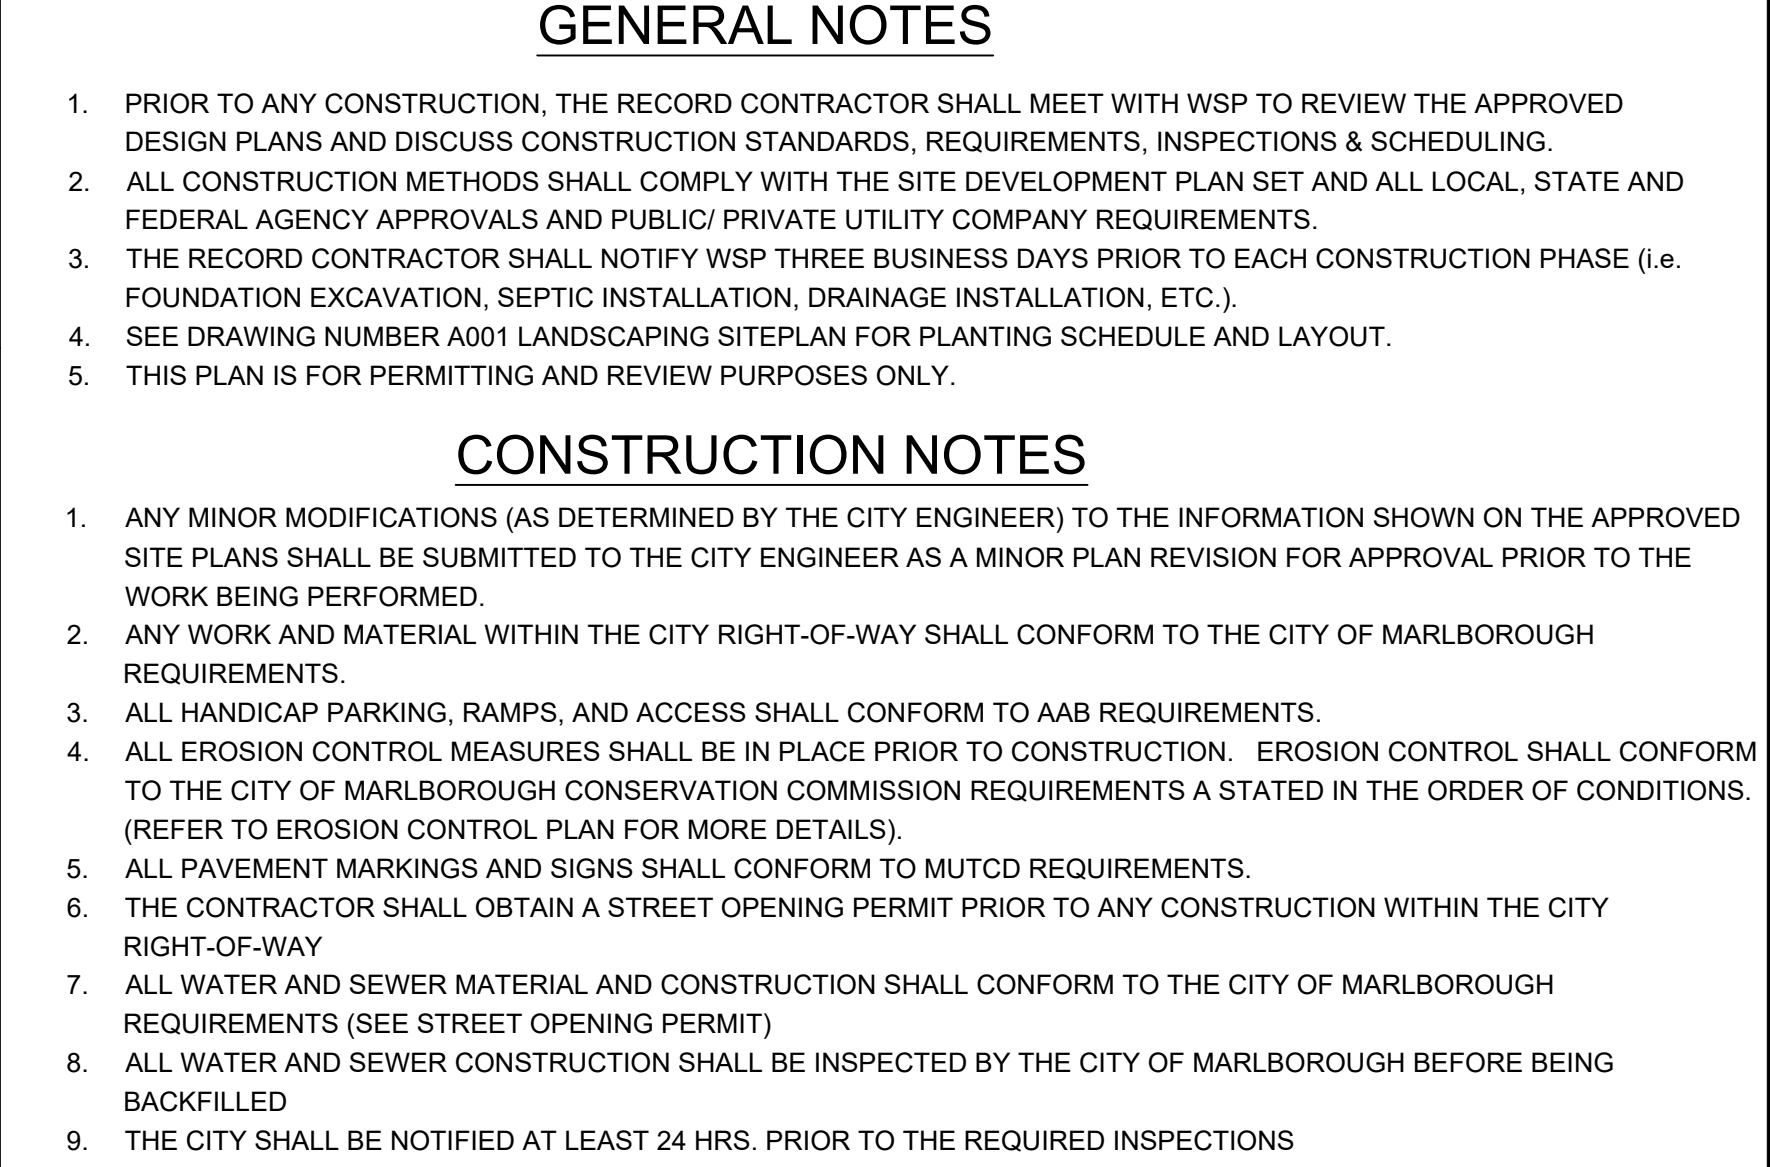 GENERAL NOTES
1. PRIOR TO ANY CONSTRUCTION, THE RECORD CONTRACTOR SHALL MEET WITH WSP TO REVIEW THE APPROVED
DESIGN PLANS AND DISCUSS CONSTRUCTION STANDARDS, REQUIREMENTS, INSPECTIONS & SCHEDULING.
2. ALL CONSTRUCTION METHODS SHALL COMPLY WITH THE SITE DEVELOPMENT PLAN SET AND ALL LOCAL, STATE AND
FEDERAL AGENCY APPROVALS AND PUBLIC/ PRIVATE UTILITY COMPANY REQUIREMENTS.
3. THE RECORD CONTRACTOR SHALL NOTIFY WSP THREE BUSINESS DAYS PRIOR TO EACH CONSTRUCTION PHASE (i.e.
FOUNDATION EXCAVATION, SEPTIC INSTALLATION, DRAINAGE INSTALLATION, ETC.).
4. SEE DRAWING NUMBER A001 LANDSCAPING SITEPLAN FOR PLANTING SCHEDULE AND LAYOUT.
5. THIS PLAN IS FOR PERMITTING AND REVIEW PURPOSES ONLY.
CONSTRUCTION NOTES
1. ANY MINOR MODIFICATIONS (AS DETERMINED BY THE CITY ENGINEER) TO THE INFORMATION SHOWN ON THE APPROVED
SITE PLANS SHALL BE SUBMITTED TO THE CITY ENGINEER AS A MINOR PLAN REVISION FOR APPROVAL PRIOR TO THE
WORK BEING PERFORMED.
2. ANY WORK AND MATERIAL WITHIN THE CITY RIGHT-OF-WAY SHALL CONFORM TO THE CITY OF MARLBOROUGH
REQUIREMENTS.
3. ALL HANDICAP PARKING, RAMPS, AND ACCESS SHALL CONFORM TO AAB REQUIREMENTS.
4. ALL EROSION CONTROL MEASURES SHALL BE IN PLACE PRIOR TO CONSTRUCTION. EROSION CONTROL SHALL CONFORM
TO THE CITY OF MARLBOROUGH CONSERVATION COMMISSION REQUIREMENTS A STATED IN THE ORDER OF CONDITIONS.
(REFER TO EROSION CONTROL PLAN FOR MORE DETAILS).
5. ALL PAVEMENT MARKINGS AND SIGNS SHALL CONFORM TO MUTCD REQUIREMENTS.
6. THE CONTRACTOR SHALL OBTAIN A STREET OPENING PERMIT PRIOR TO ANY CONSTRUCTION WITHIN THE CITY
RIGHT-OF-WAY
7. ALL WATER AND SEWER MATERIAL AND CONSTRUCTION SHALL CONFORM TO THE CITY OF MARLBOROUGH
REQUIREMENTS (SEE STREET OPENING PERMIT)
8. ALL WATER AND SEWER CONSTRUCTION SHALL BE INSPECTED BY THE CITY OF MARLBOROUGH BEFORE BEING
BACKFILLED
9. THE CITY SHALL BE NOTIFIED AT LEAST 24 HRS. PRIOR TO THE REQUIRED INSPECTIONS